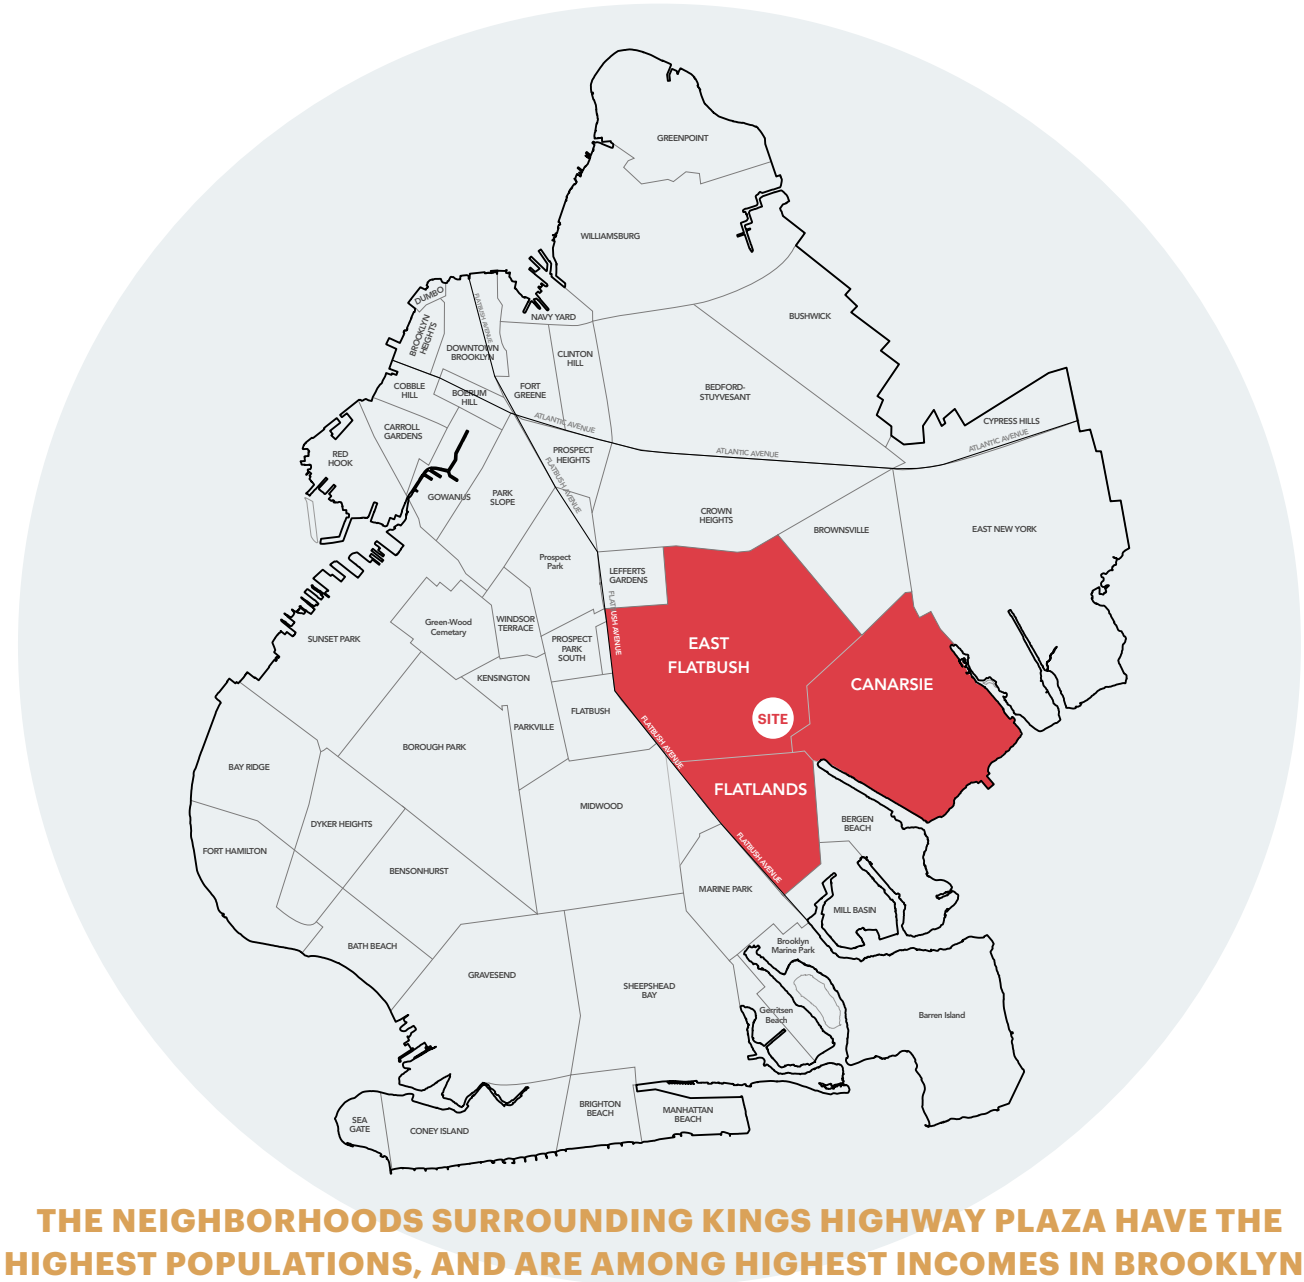 GREENPOINT
WILLIAMSBURG
DUMBO
BROOKLYN
HEIGHTS
FLATBUSH AVENUE
NAVY YARD
BUSHWICK
DOWNTOWN
BROOKLYN
CLINTON
HILL
COBBLE
HILL
BOERUM
HILL
FORT
GREENE
BEDFORD-
STUYVESANT
CYPRESS HILLS
ATLANTIC AVENUE
ATLANTIC AVENUE
ATLANTIC AVENUE
CARROLL
GARDENS
RED
HOOK
PROSPECT
HEIGHTS
FLATBUSH AVENUE
GOWANUS
PARK
SLOPE
CROWN
HEIGHTS
BROWNSVILLE
EAST NEW YORK
Prospect
Park
LEFFERTS
GARDENS
FLATBUSH AVENUE
SUNSET PARK
Green-Wood
Cemetary
WINDSOR
TERRACE
PROSPECT
PARK
SOUTH
EAST
FLATBUSH
CANARSIE
KENSINGTON
FLATBUSH
PARKVILLE
SITE
FLATBUSH AVENUE
BOROUGH PARK
BAY RIDGE
MIDWOOD
FLATLANDS
DYKER HEIGHTS
BERGEN
BEACH
FORT HAMILTON
FLATBUSH AVENUE
BENSONHURST
MARINE PARK
MILL BASIN
BATH BEACH
Brooklyn
Marine Park
GRAVESEND
SHEEPSHEAD
BAY
Gerritsen
Beach
Barren Island
SEA
GATE
CONEY ISLAND
BRIGHTON
BEACH
MANHATTAN
BEACH
THE NEIGHBORHOODS SURROUNDING KINGS HIGHWAY PLAZA HAVE THE
HIGHEST POPULATIONS, AND ARE AMONG HIGHEST INCOMES IN BROOKLYN